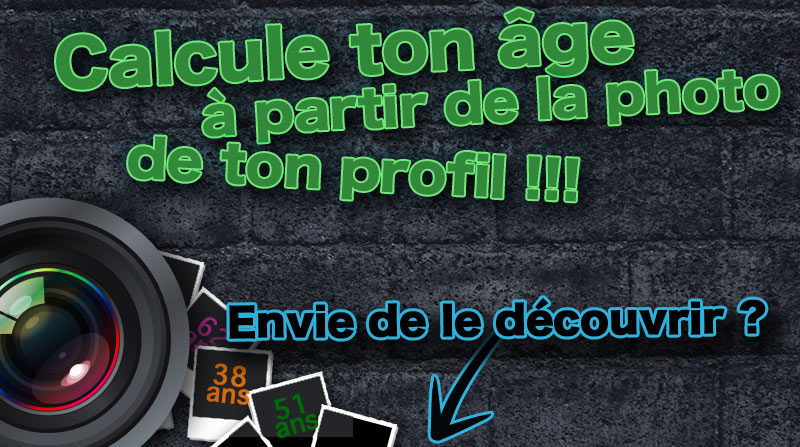 Calcule ton âge
à partir de la photo
de ton profil !!!
Envie de le découvrir ?
38
ans
51
ans